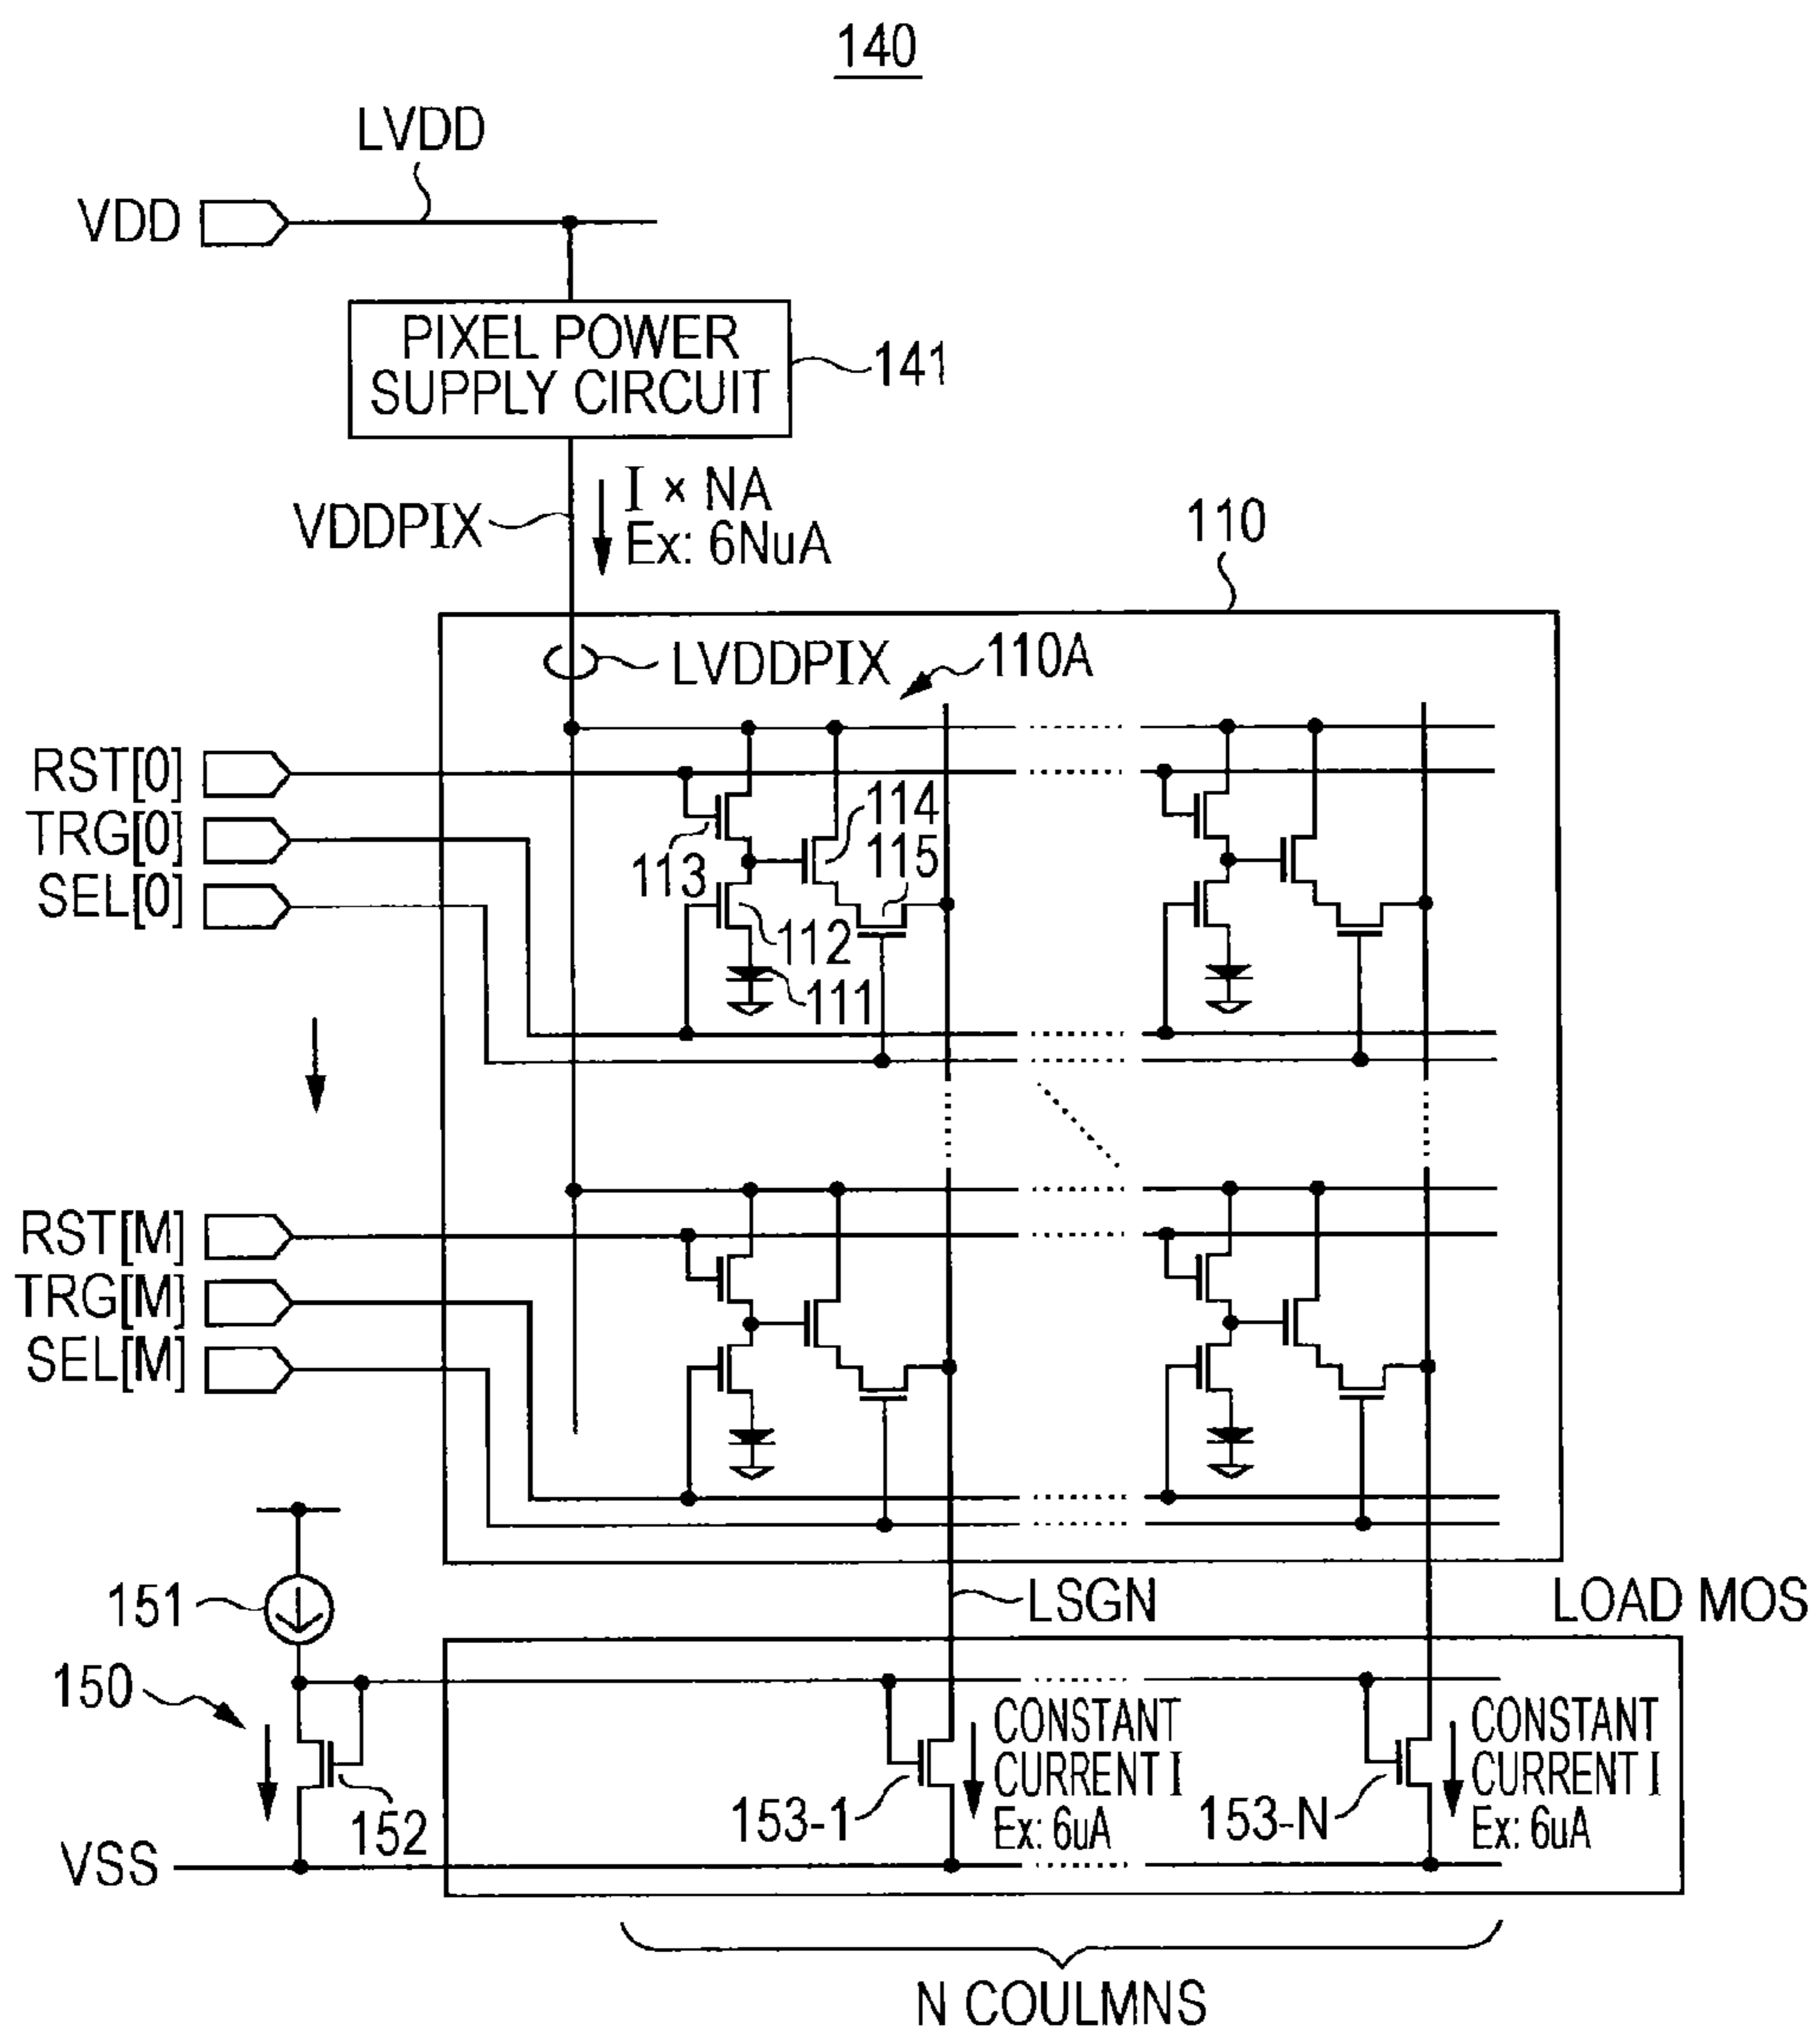 140
LVDD
VDD
PIXEL POWER
SUPPLY CIRCUIT
141
I × NA
Ex: 6NuA
VDDPIX
110
LVDDPIX
110A
RST[0]
TRG[0]
SEL[0]
114
115
113
112
111
RST[M]
TRG[M]
SEL[M]
151
LSGN
LOAD MOS
150
CONSTANT
CURRENT I
Ex: 6uA
CONSTANT
CURRENT I
Ex: 6uA
152
153-1
153-N
VSS
N COULMNS